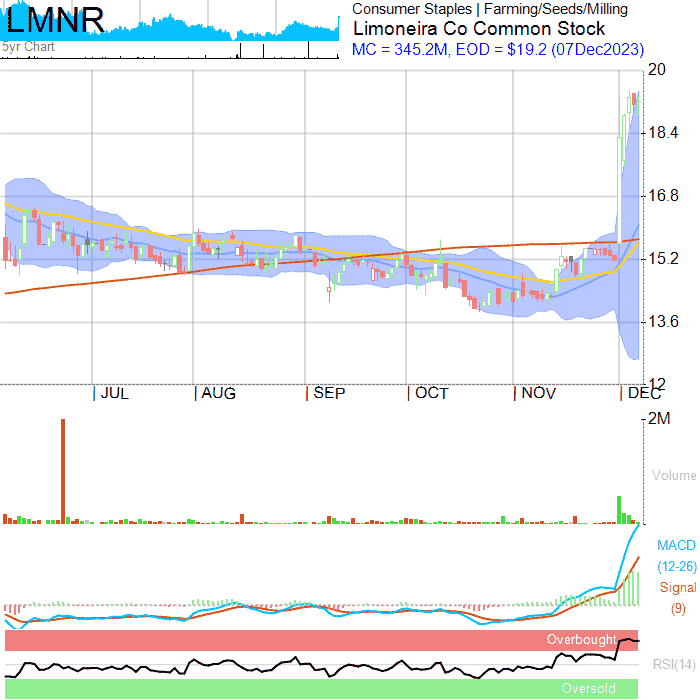 LMNR
5yr Chart
Consumer Staples | Farming/Seeds/Milling
Limoneira Co Common Stock
MC = 345.2M, EOD = $19.2 (07Dec2023)
20
18.4
16.8
15.2
13.6
12
JUL AUG SEP OCT NOV DEC
2M
Volume
MACD
(12-26)
Signal
(9)
Overbought
RSI(14)
Oversold